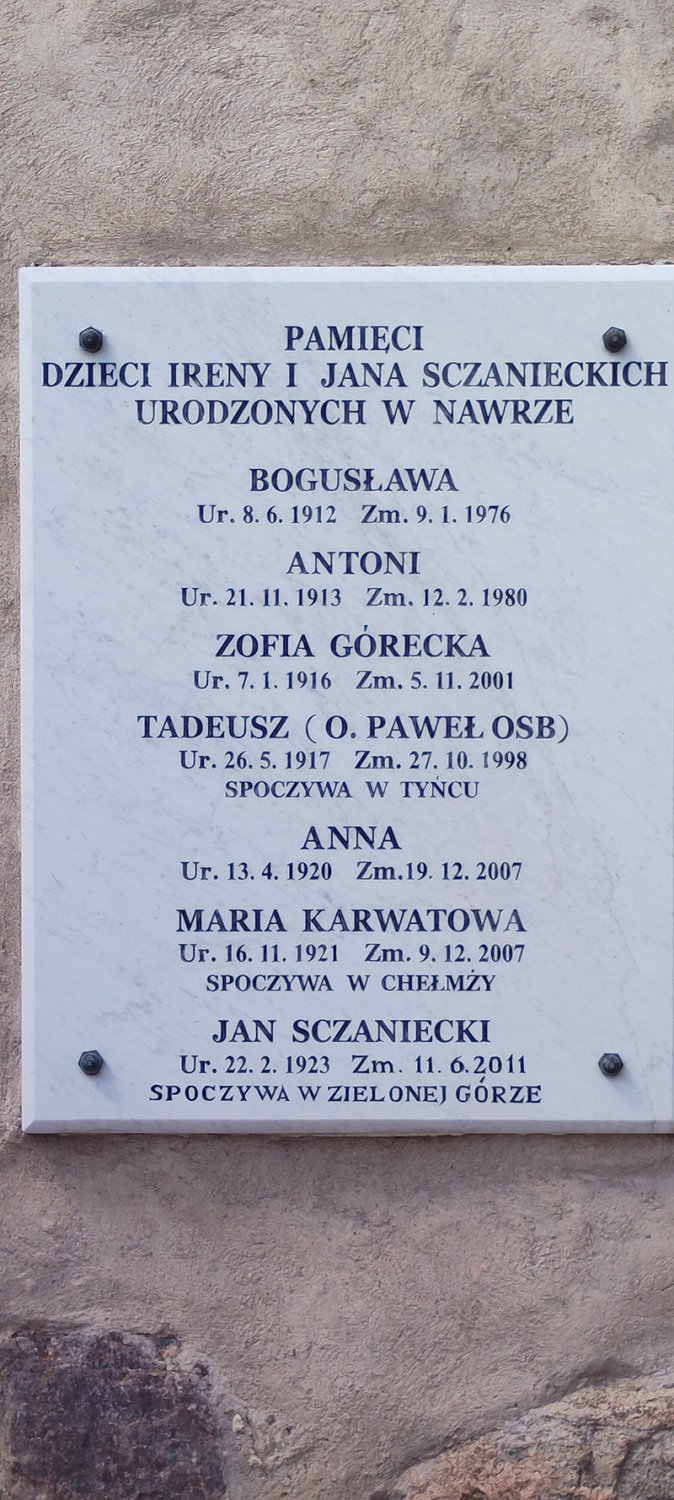 PAMIĘCI
DZIECI IRENY I JANA SCZANIECKICH
URODZONYCH W NAWRZE
BOGUSŁAWA
Ur. 8. 6. 1912 Zm. 9. 1. 1976
ANTONI
Ur. 21. 11. 1913 Zm. 12. 2. 1980
ZOFIA GÓRECKA
Ur. 7. 1. 1916 Zm. 5. 11. 2001
TADEUSZ ( O. PAWEŁ OSB)
Ur. 26. 5. 1917 Zm. 27. 10. 1998
SPOCZYWA W TYŃCU
ANNA
Ur. 13. 4. 1920 Zm.19. 12. 2007
MARIA KARWATOWA
Ur. 16. 11. 1921 Zm. 9. 12. 2007
SPOCZYWA W CHEŁMŻY
JAN SCZANIECKI
Ur. 22. 2. 1923 Zm. 11. 6.2011
SPOCZYWA W ZIELONEJ GÓRZE